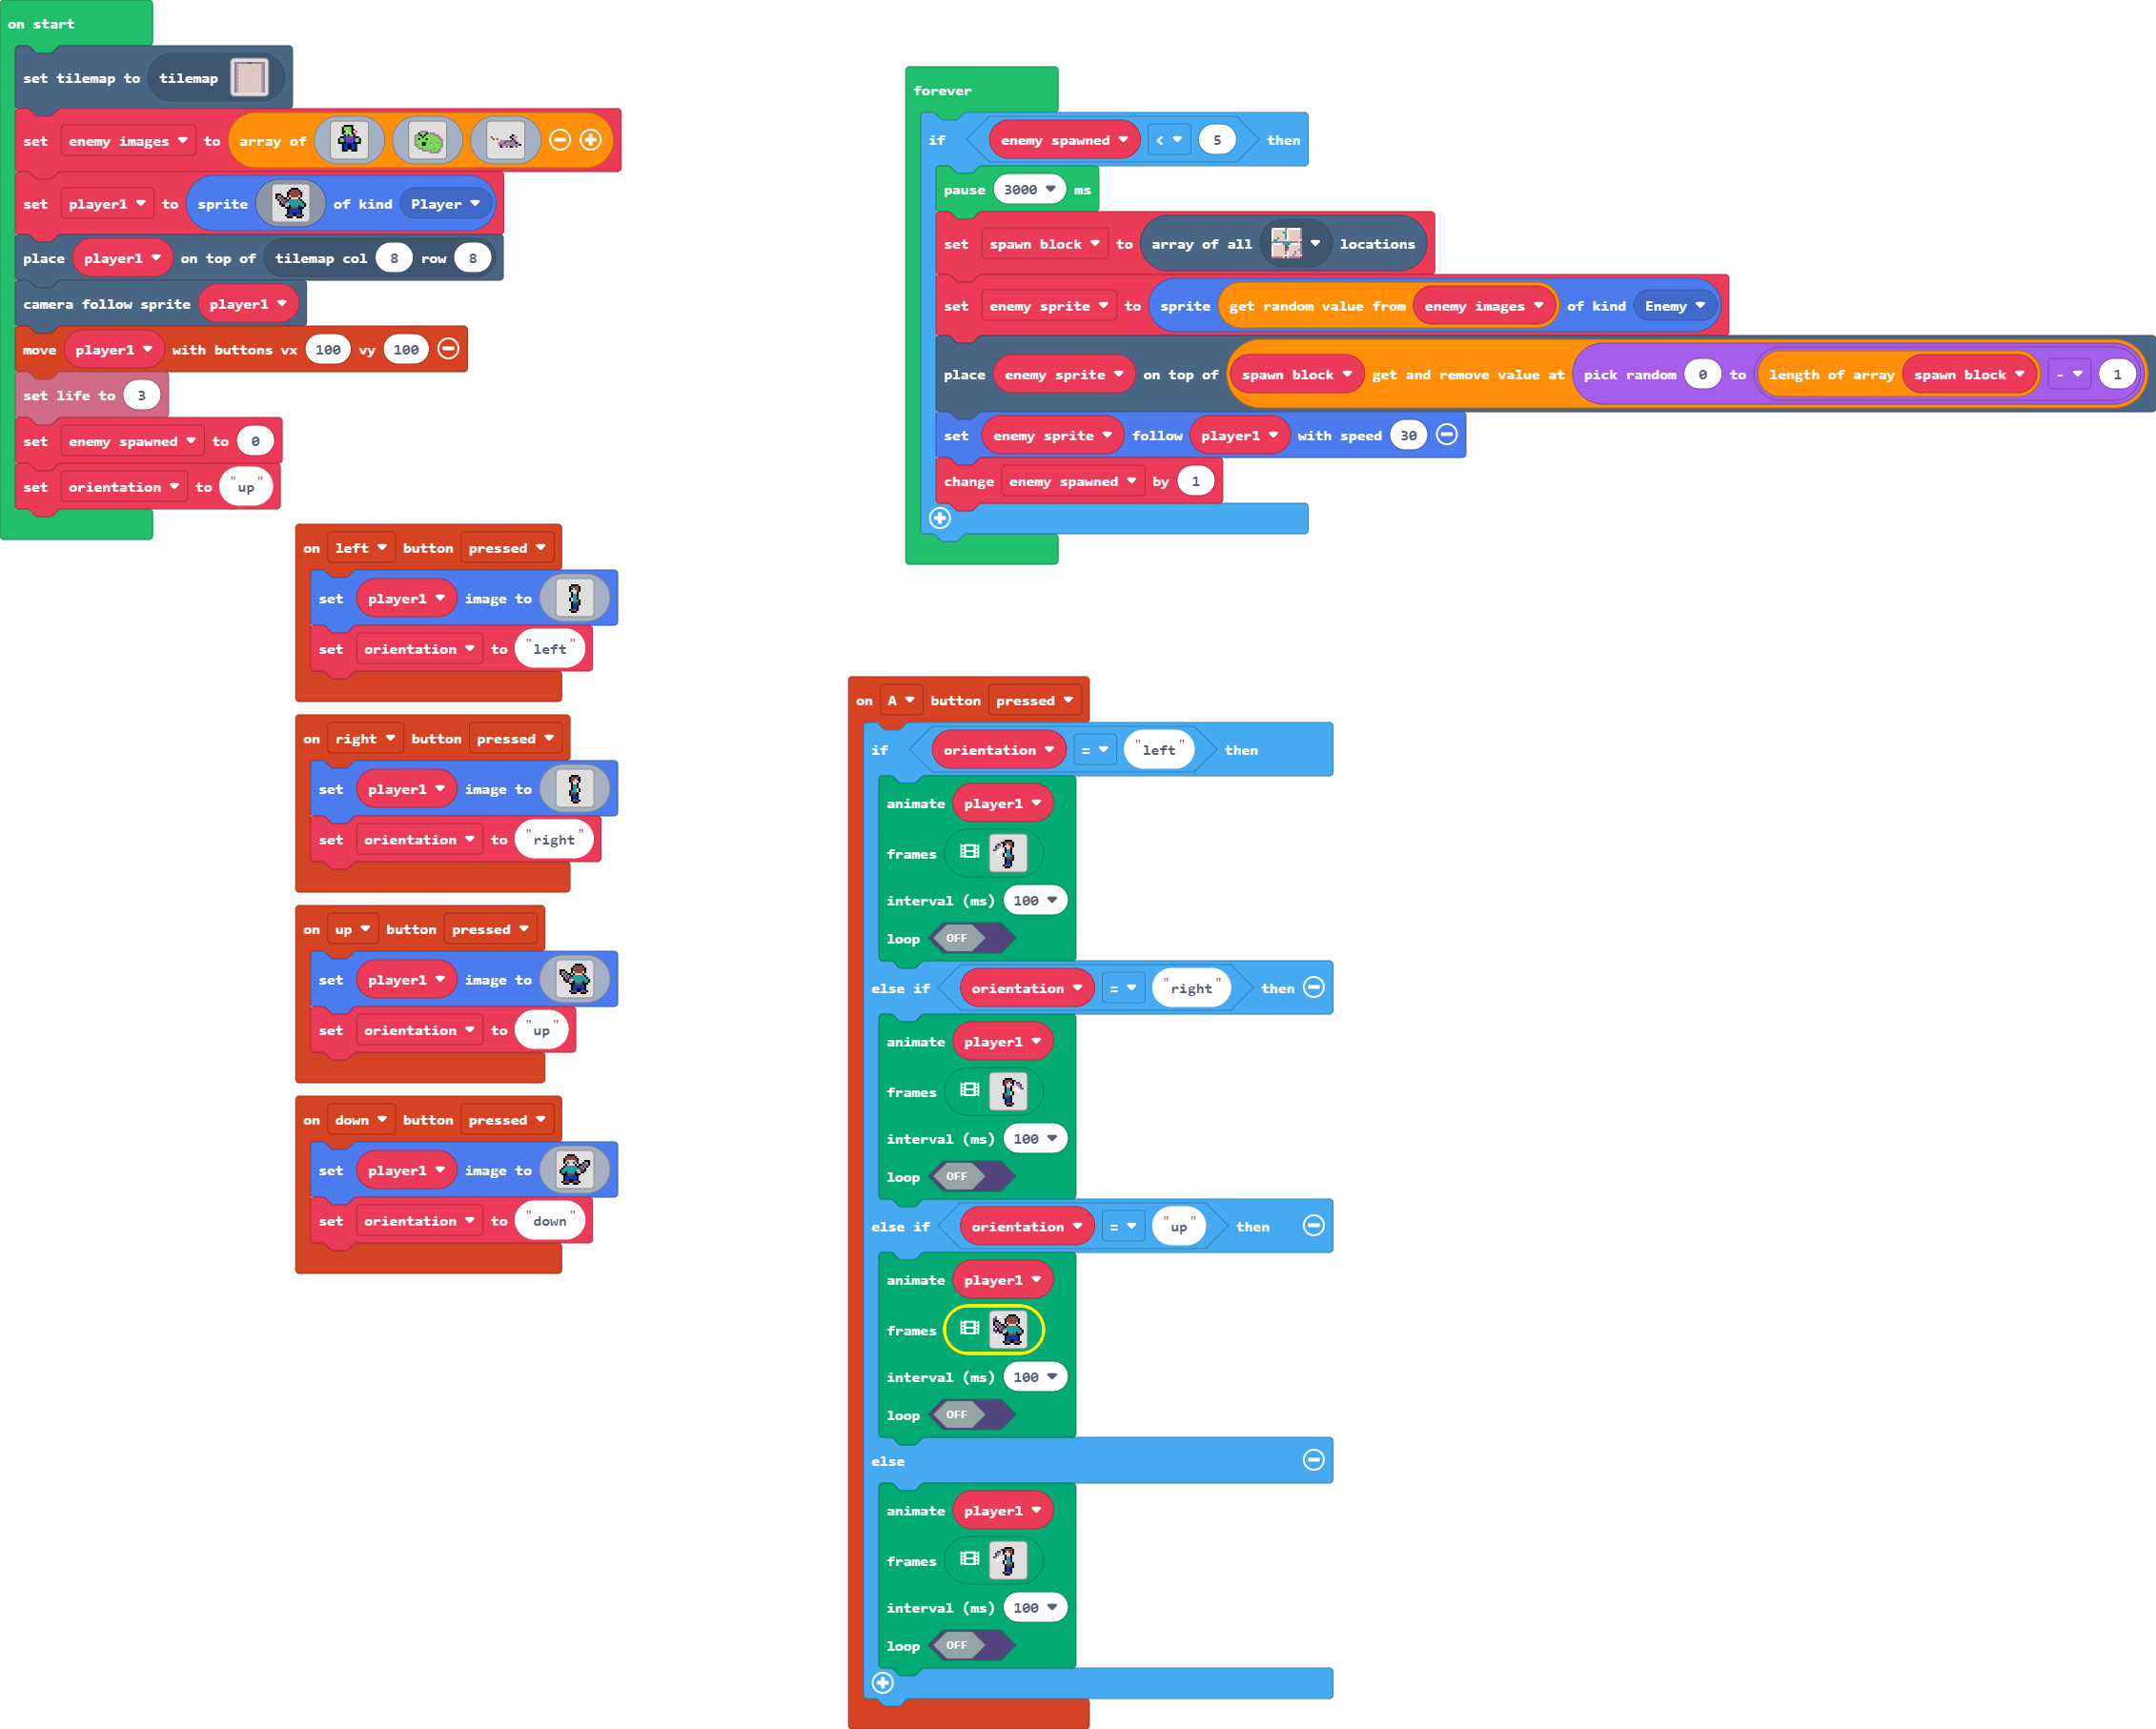 on start
set tilemap to tilemap
set enemy images to array of
set player1 to sprite of kind Player
place player1 on top of tilemap col 8 row 8
camera follow sprite player1
move player1 with buttons vx 100 vy 100
set life to 3
set enemy spawned to 0
set orientation to "up"
on left button pressed
set player1 image to
set orientation to "left"
on right button pressed
set player1 image to
set orientation to "right"
on up button pressed
set player1 image to
set orientation to "up"
on down button pressed
set player1 image to
set orientation to "down"
forever
if enemy spawned < 5 then
pause 3000 ms
set spawn block to array of all locations
set enemy sprite to sprite get random value from enemy images of kind Enemy
place enemy sprite on top of spawn block get and remove value at pick random 0 to length of array spawn block - 1
set enemy sprite follow player1 with speed 30
change enemy spawned by 1
on A button pressed
if orientation = "left" then
animate player1
frames
interval (ms) 100
loop OFF
else if orientation = "right" then
animate player1
frames
interval (ms) 100
loop OFF
else if orientation = "up" then
animate player1
frames
interval (ms) 100
loop OFF
else
animate player1
frames
interval (ms) 100
loop OFF